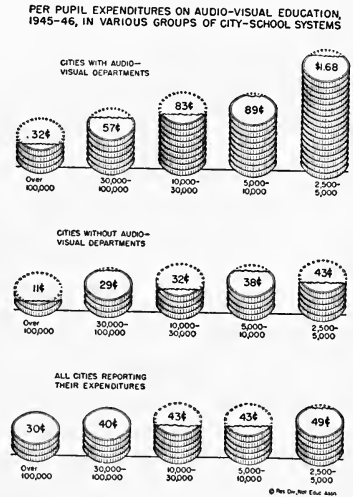 PER PUPIL EXPENDITURES ON AUDIO-VISUAL EDUCATION,
1945-46, IN VARIOUS GROUPS OF CITY-SCHOOL SYSTEMS
CITIES WITH AUDIO-
VISUAL DEPARTMENTS
.32¢ 57¢ 83¢ 89¢ $1.68
Over 30,000- 10,000- 5,000- 2,500-
100,000 100,000 30,000 10,000 5,000
CITIES WITHOUT AUDIO-
VISUAL DEPARTMENTS
11¢ 29¢ 32¢ 38¢ 43¢
Over 30,000- 10,000- 5,000- 2,500-
100,000 100,000 30,000 10,000 5,000
ALL CITIES REPORTING
THEIR EXPENDITURES
30¢ 40¢ 43¢ 43¢ 49¢
Over 30,000- 10,000- 5,000- 2,500-
100,000 100,000 30,000 10,000 5,000
© Res Div, Nat Educ Assn